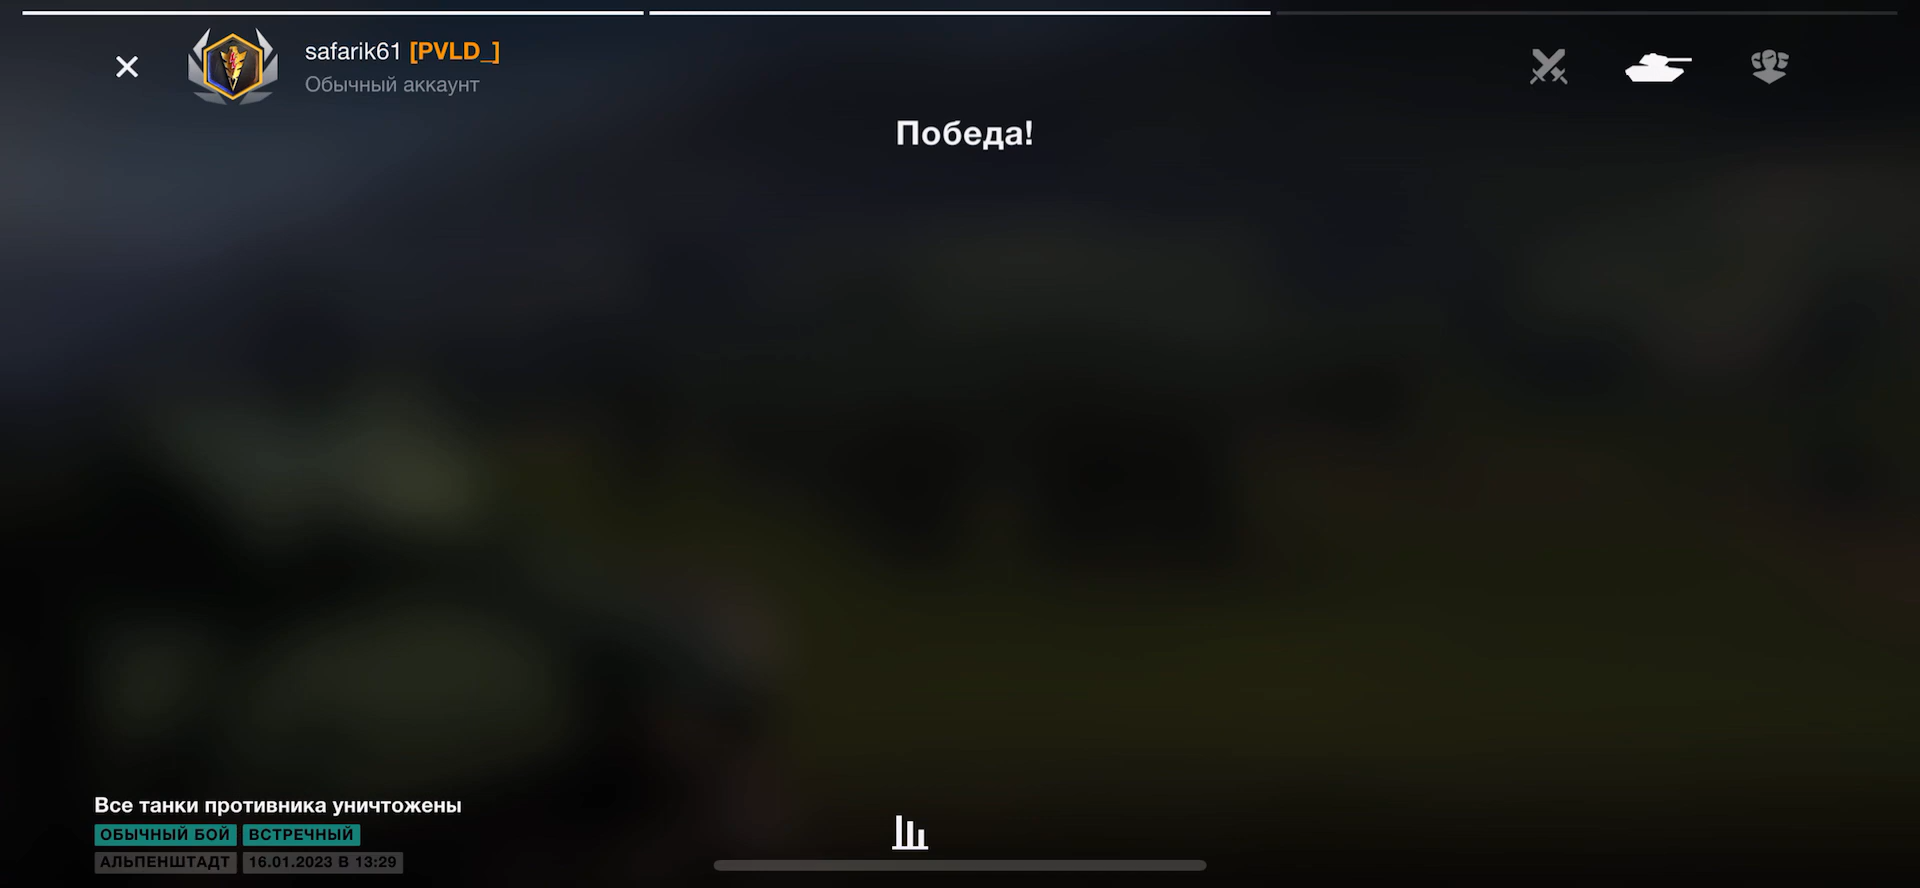 safarik61 [PVLD_]
Обычный аккаунт
Победа!
Все танки противника уничтожены
ОБЫЧНЫЙ БОЙ ВСТРЕЧНЫЙ
АЛЬПЕНШТАДТ 16.01.2023 В 13:29